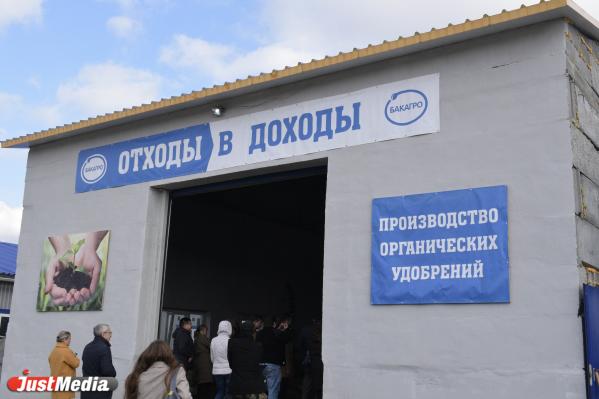 БАКАГРО ОТХОДЫ В ДОХОДЫ БАКАГРО
ПРОИЗВОДСТВО
ОРГАНИЧЕСКИХ
УДОБРЕНИЙ
JustMedia